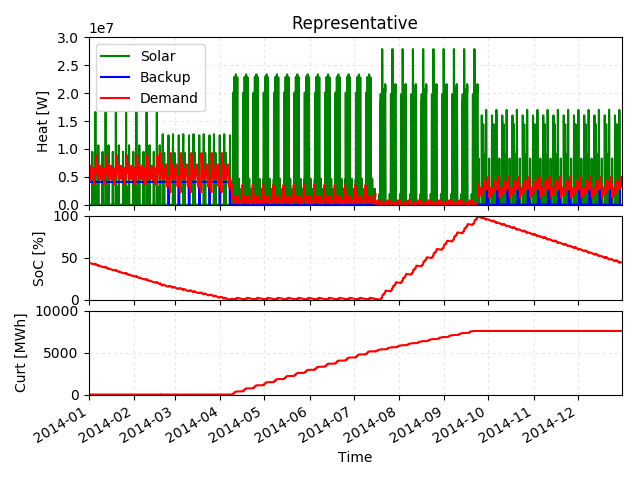 Representative
1e7
3.0
2.5
2.0
1.5
1.0
0.5
0.0
Heat [W]
Solar
Backup
Demand
100
50
0
SoC [%]
10000
5000
0
Curt [MWh]
2014-01
2014-02
2014-03
2014-04
2014-05
2014-06
2014-07
2014-08
2014-09
2014-10
2014-11
2014-12
Time